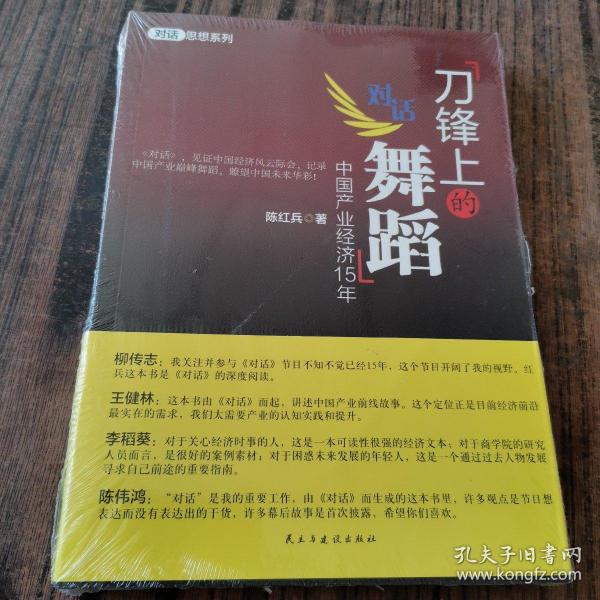 对话 思想系列
「刀锋上的
舞蹈」
对话
中国产业经济15年
《对话》，见证中国经济风云际会，记录
中国产业巅峰舞蹈，瞭望中国未来华彩！
陈红兵◎著
柳传志：我关注并参与《对话》节目不知不觉已经15年，这个节目开阔了我的视野。红
兵这本书是《对话》的深度阅读。
王健林：这本书由《对话》而起，讲述中国产业前线故事。这个定位正是目前经济前沿
最实在的需求，我们太需要产业的认知实践和提升。
李稻葵：对于关心经济时事的人，这是一本可读性很强的经济文本；对于商学院的研究
人员而言，是很好的案例素材；对于困惑未来发展的年轻人，这是一个通过过去人物发展
寻求自己前途的重要指南。
陈伟鸿：“对话”是我的重要工作，由《对话》而生成的这本书里，许多观点是节目想
表达而没有表达出的干货，许多幕后故事是首次披露，希望你们喜欢。
民主与建设出版社
孔夫子旧书网
www.kongfz.com